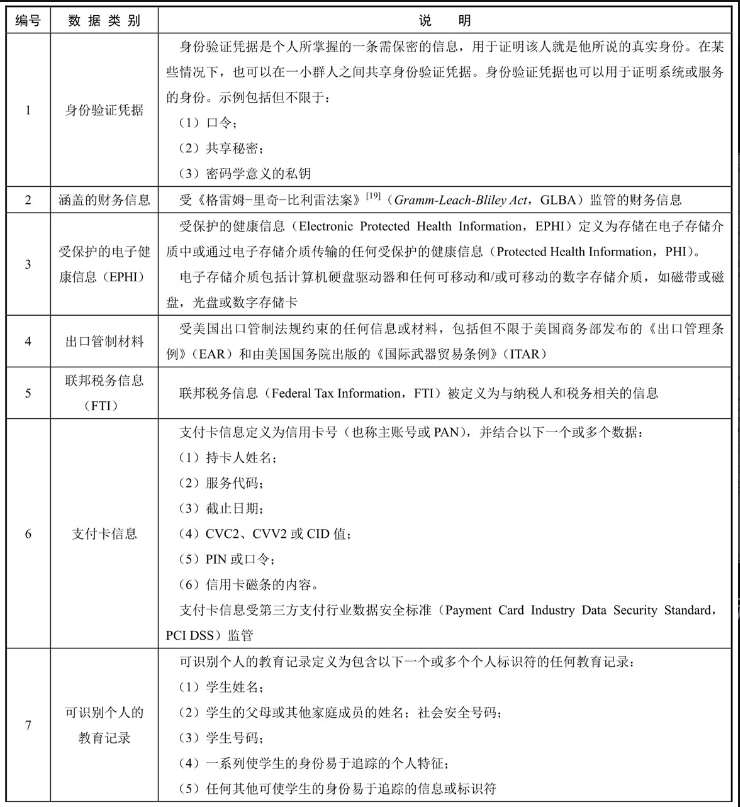 编号 数据类别 说明
1
身份验证凭据
身份验证凭据是个人所掌握的一条需保密的信息，用于证明该人就是他所说的真实身份。在某
些情况下，也可以在一小群人之间共享身份验证凭据。身份验证凭据也可以用于证明系统或服务
的身份。示例包括但不限于：
（1）口令；
（2）共享秘密；
（3）密码学意义的私钥
2
涵盖的财务信息
受《格雷姆-里奇-比利雷法案》[19]（Gramm-Leach-Bliley Act，GLBA）监管的财务信息
3
受保护的电子健
康信息（EPHI）
受保护的健康信息（Electronic Protected Health Information，EPHI）定义为存储在电子存储介
质中或通过电子存储介质传输的任何受保护的健康信息（Protected Health Information，PHI）。
电子存储介质包括计算机硬盘驱动器和任何可移动和/或可移动的数字存储介质，如磁带或磁
盘，光盘或数字存储卡
4
出口管制材料
受美国出口管制法规约束的任何信息或材料，包括但不限于美国商务部发布的《出口管理条
例》（EAR）和由美国国务院出版的《国际武器贸易条例》（ITAR）
5
联邦税务信息
（FTI）
联邦税务信息（Federal Tax Information，FTI）被定义为与纳税人和税务相关的信息
6
支付卡信息
支付卡信息定义为信用卡号（也称主账号或 PAN），并结合以下一个或多个数据：
（1）持卡人姓名；
（2）服务代码；
（3）截止日期；
（4）CVC2、CVV2 或 CID 值；
（5）PIN 或口令；
（6）信用卡磁条的内容。
支付卡信息受第三方支付行业数据安全标准（Payment Card Industry Data Security Standard，
PCI DSS）监管
7
可识别个人的
教育记录
可识别个人的教育记录定义为包含以下一个或多个个人标识符的任何教育记录：
（1）学生姓名；
（2）学生的父母或其他家庭成员的姓名；社会安全号码；
（3）学生号码；
（4）一系列使学生的身份易于追踪的个人特征；
（5）任何其他可使学生的身份易于追踪的信息或标识符